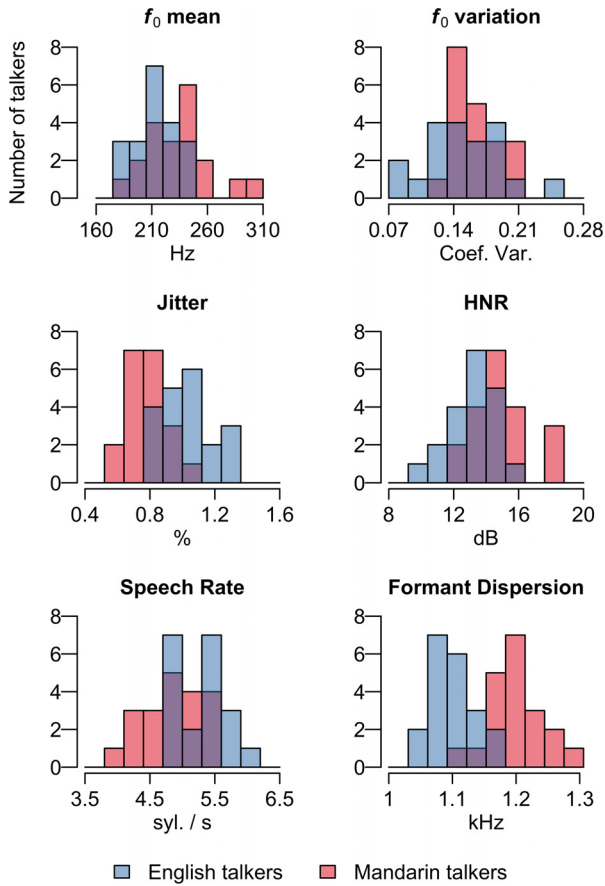 f0 mean
f0 variation
Number of talkers
8
6
4
2
0
160 210 260 310
Hz
8
6
4
2
0
0.07 0.14 0.21 0.28
Coef. Var.
Jitter
HNR
8
6
4
2
0
0.4 0.8 1.2 1.6
%
8
6
4
2
0
8 12 16 20
dB
Speech Rate
Formant Dispersion
8
6
4
2
0
3.5 4.5 5.5 6.5
syl. / s
8
6
4
2
0
1 1.1 1.2 1.3
kHz
English talkers
Mandarin talkers